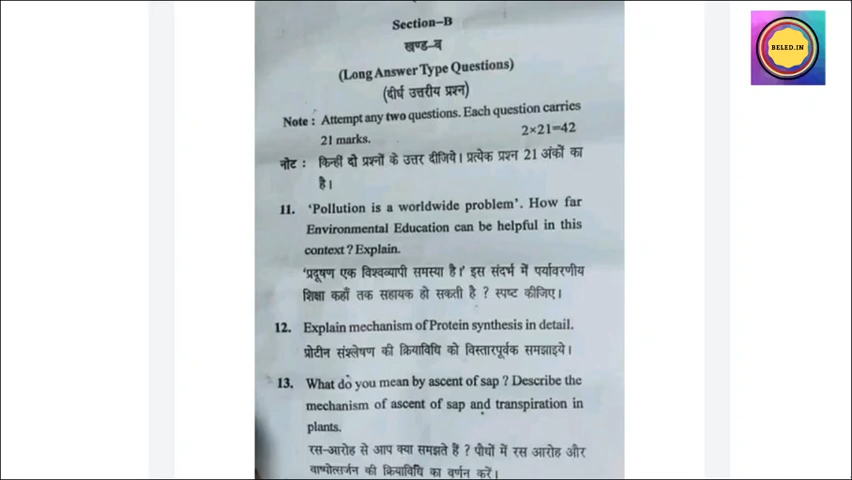 BELED.IN
Section–B
खण्ड–ब
(Long Answer Type Questions)
(दीर्घ उत्तरीय प्रश्न)
Note : Attempt any two questions. Each question carries
21 marks. 2×21=42
नोट : किन्हीं दो प्रश्नों के उत्तर दीजिये। प्रत्येक प्रश्न 21 अंकों का
है।
11. 'Pollution is a worldwide problem'. How far
Environmental Education can be helpful in this
context ? Explain.
'प्रदूषण एक विश्वव्यापी समस्या है।' इस संदर्भ में पर्यावरणीय
शिक्षा कहाँ तक सहायक हो सकती है ? स्पष्ट कीजिए।
12. Explain mechanism of Protein synthesis in detail.
प्रोटीन संश्लेषण की क्रियाविधि को विस्तारपूर्वक समझाइये।
13. What do you mean by ascent of sap ? Describe the
mechanism of ascent of sap and transpiration in
plants.
रस-आरोह से आप क्या समझते हैं ? पौधों में रस आरोह और
वाष्पोत्सर्जन की क्रियाविधि का वर्णन करें।